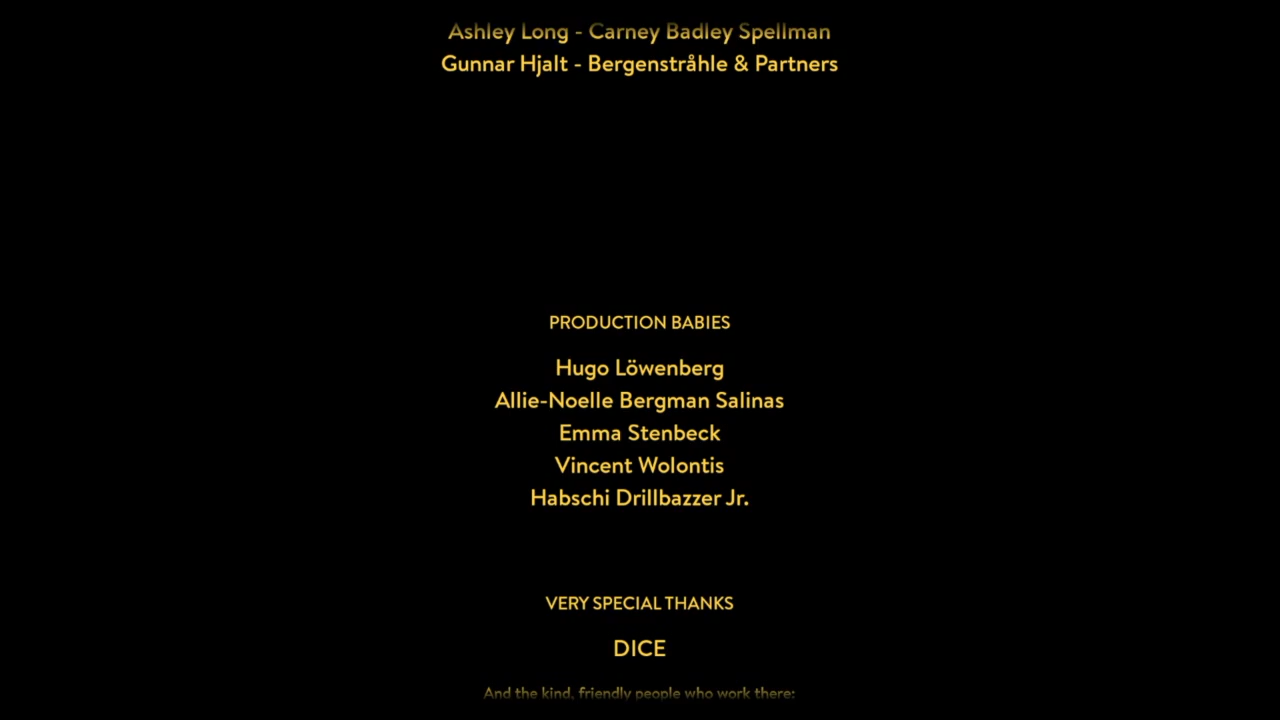 Ashley Long - Carney Badley Spellman
Gunnar Hjalt - Bergenstråhle & Partners
PRODUCTION BABIES
Hugo Löwenberg
Allie-Noelle Bergman Salinas
Emma Stenbeck
Vincent Wolontis
Habschi Drillbazzer Jr.
VERY SPECIAL THANKS
DICE
And the kind, friendly people who work there: